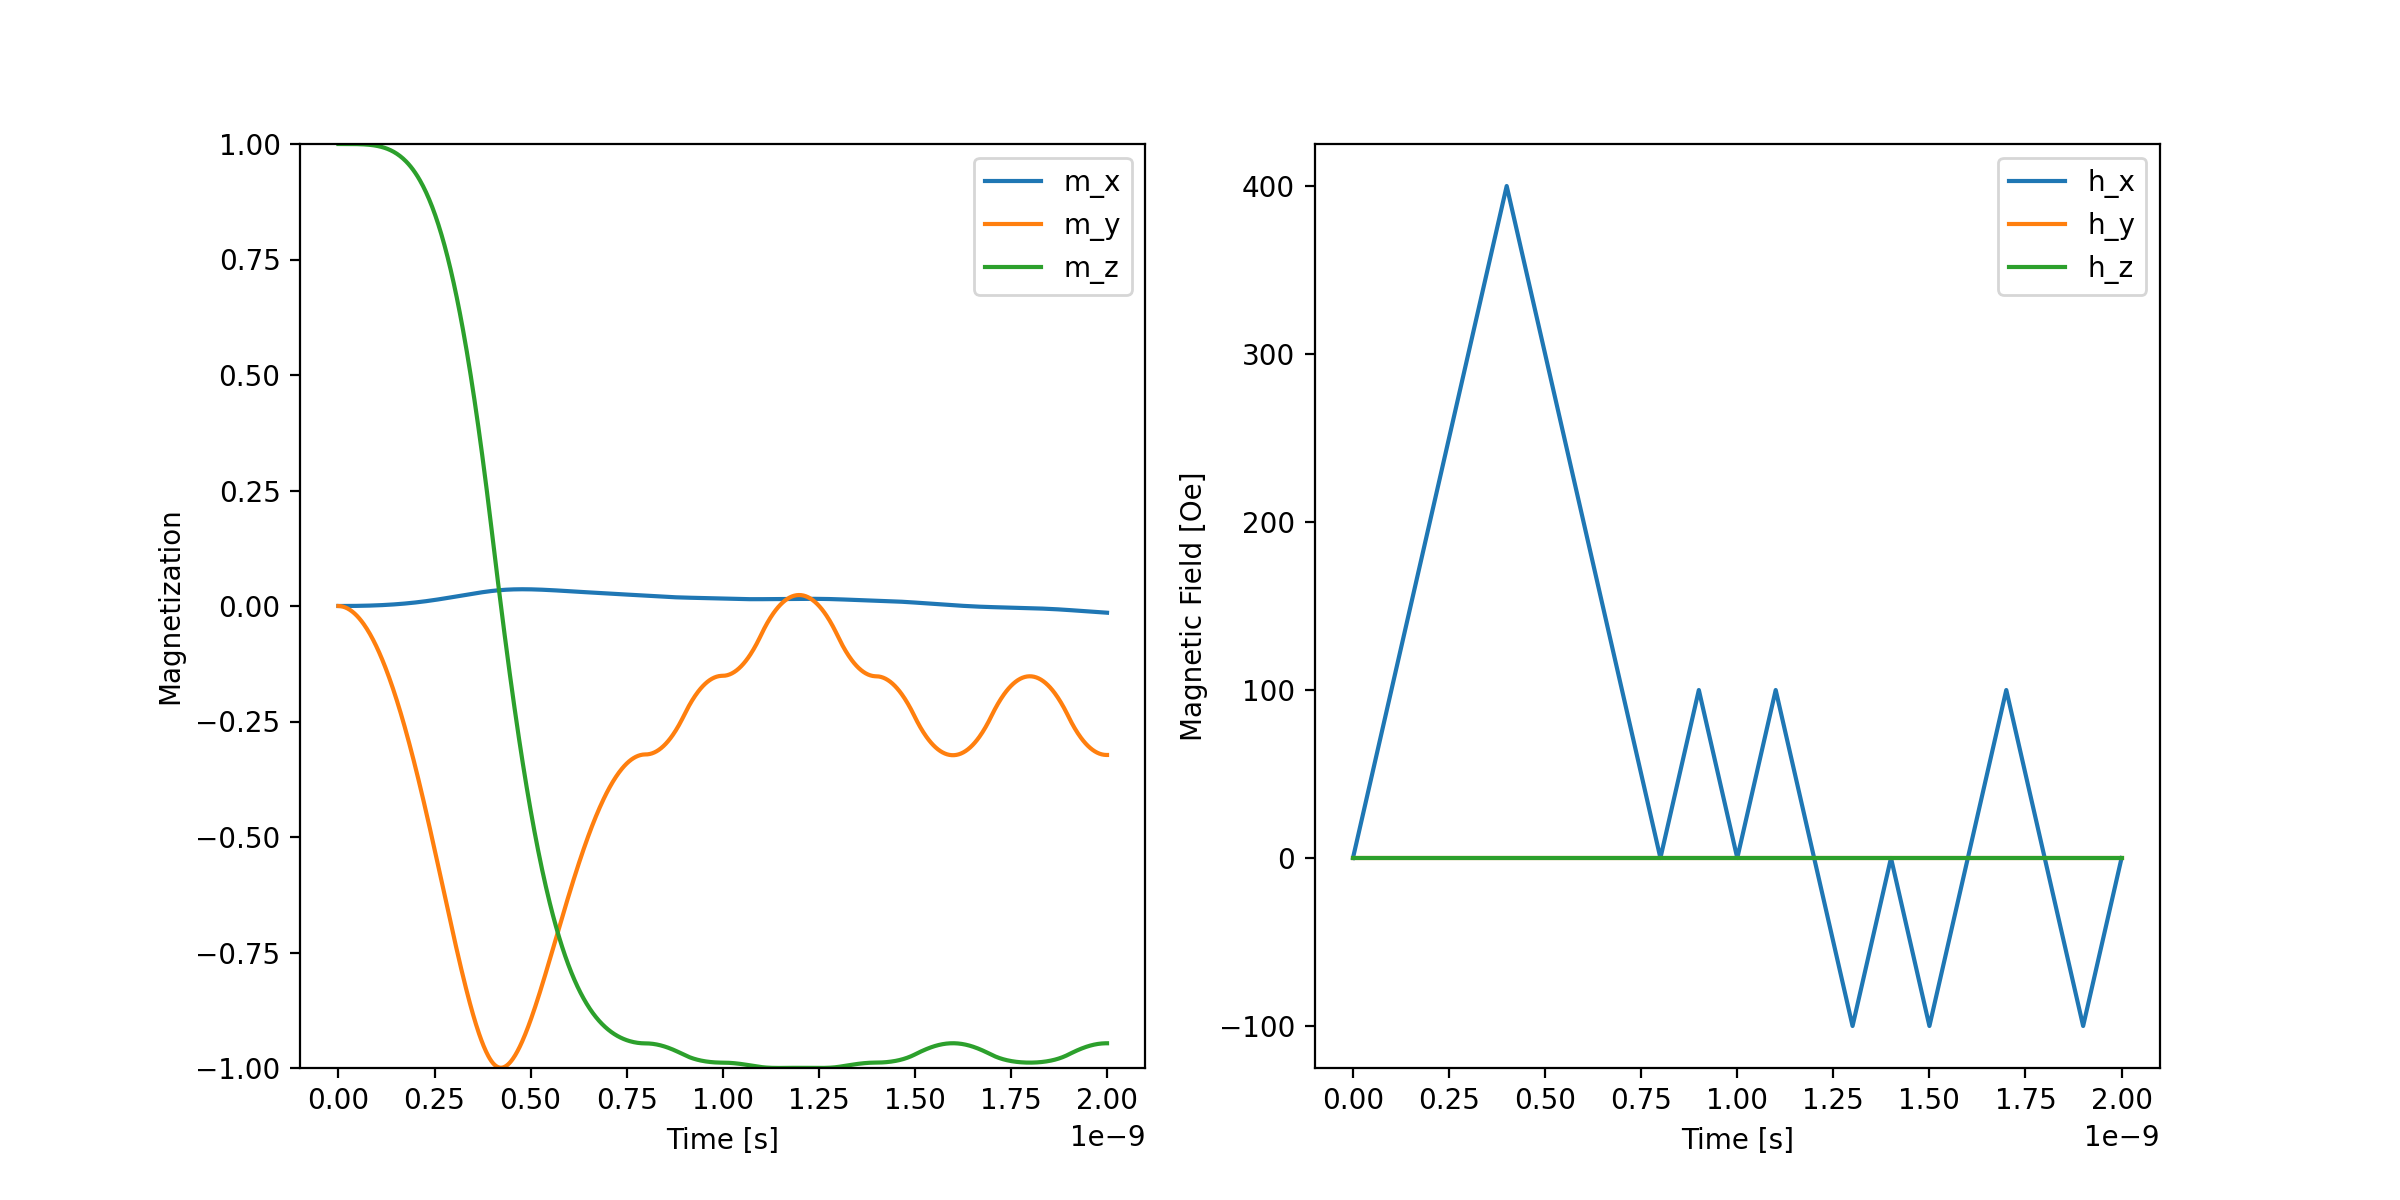 1.00
0.75
0.50
0.25
0.00
−0.25
−0.50
−0.75
−1.00
Magnetization
m_x
m_y
m_z
0.00 0.25 0.50 0.75 1.00 1.25 1.50 1.75 2.00
Time [s]
1e−9
400
300
200
100
0
−100
Magnetic Field [Oe]
h_x
h_y
h_z
0.00 0.25 0.50 0.75 1.00 1.25 1.50 1.75 2.00
Time [s]
1e−9